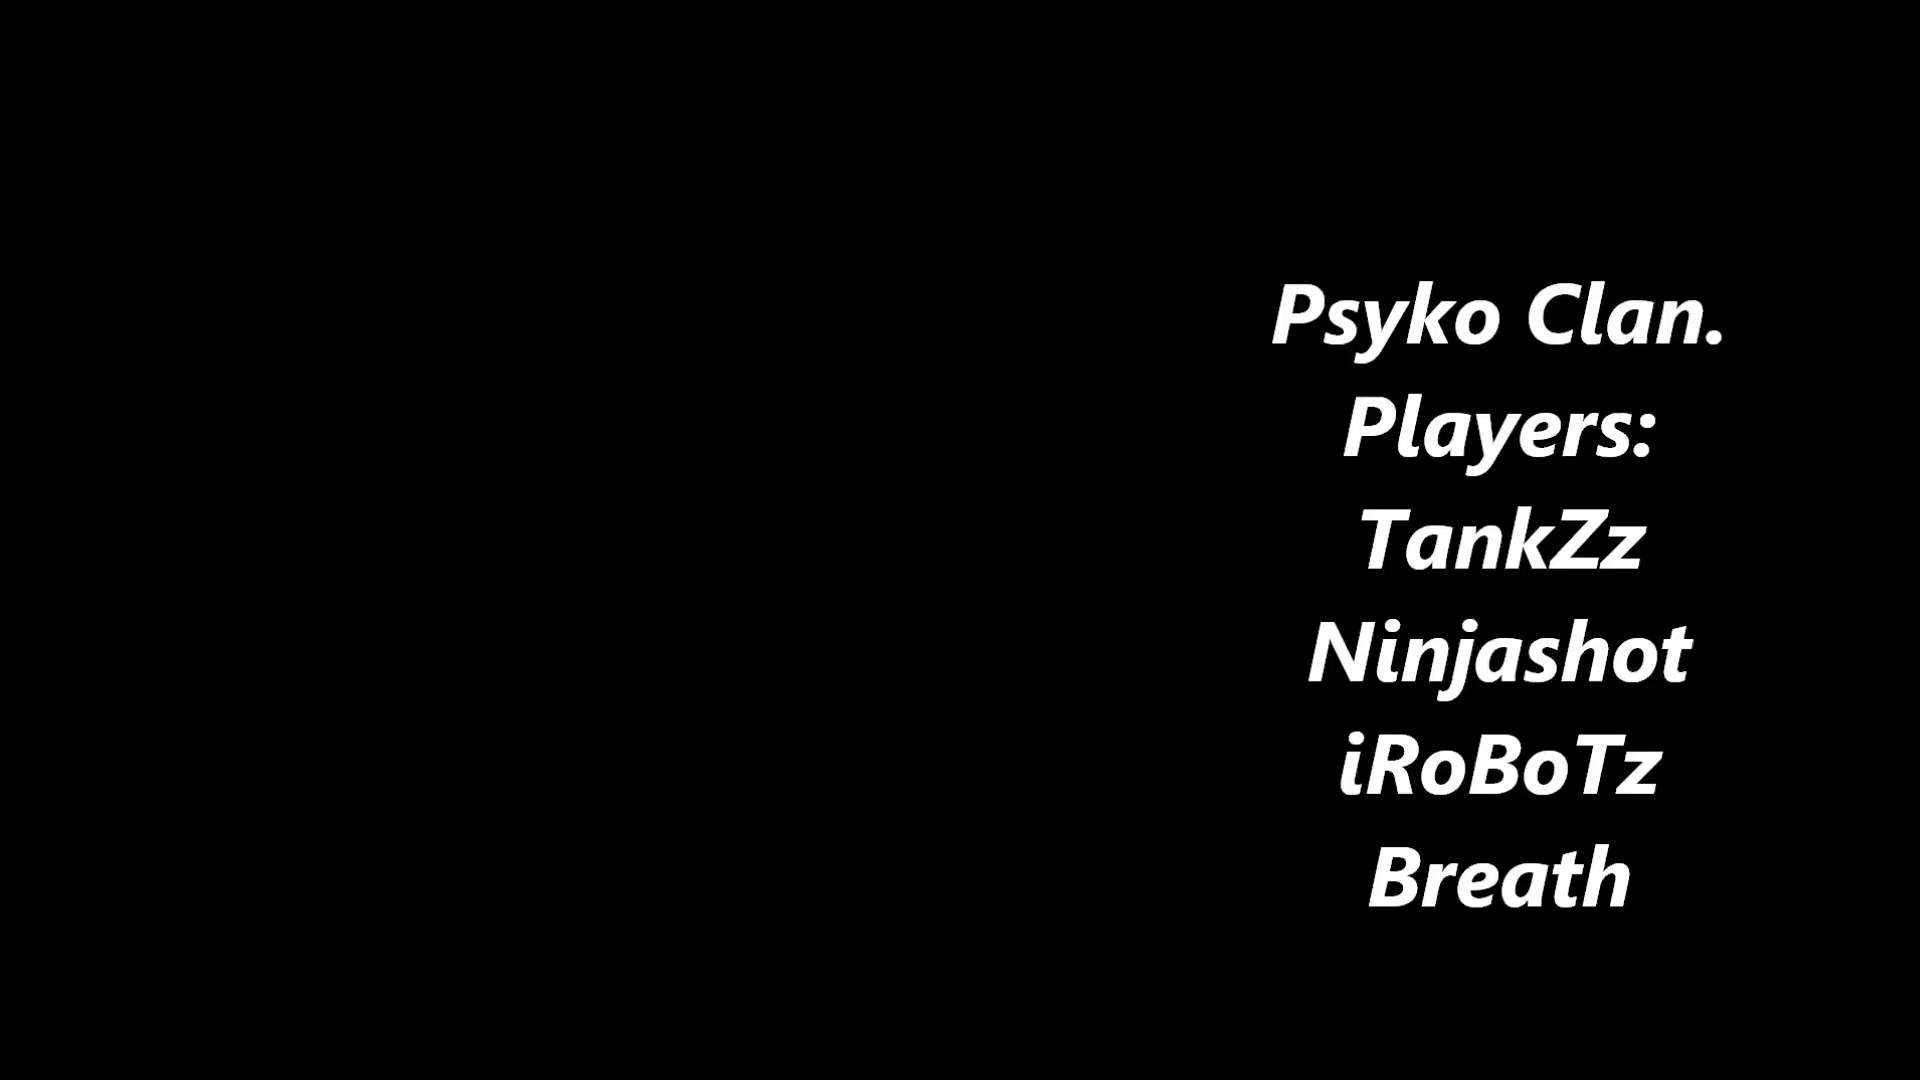 Psyko Clan.
Players:
TankZz
Ninjashot
iRoBoTz
Breath